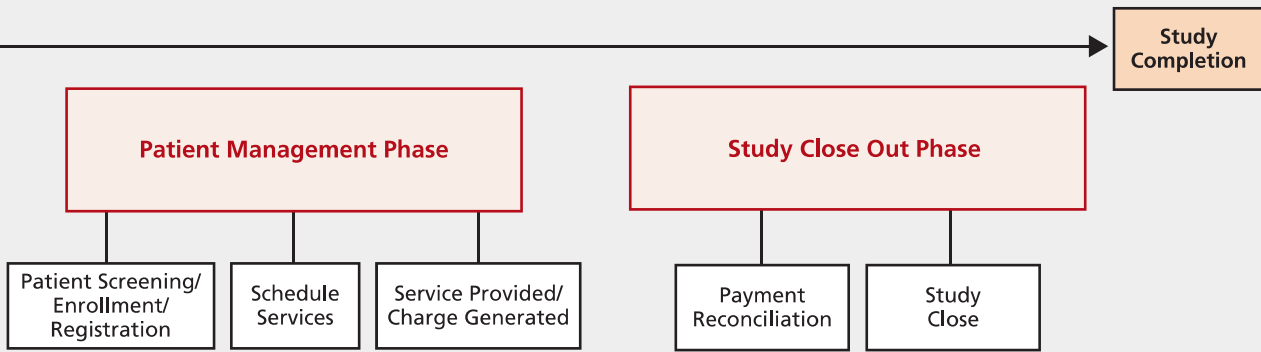 Study
Completion
Patient Management Phase
Study Close Out Phase
Patient Screening/
Enrollment/
Registration
Schedule
Services
Service Provided/
Charge Generated
Payment
Reconciliation
Study
Close